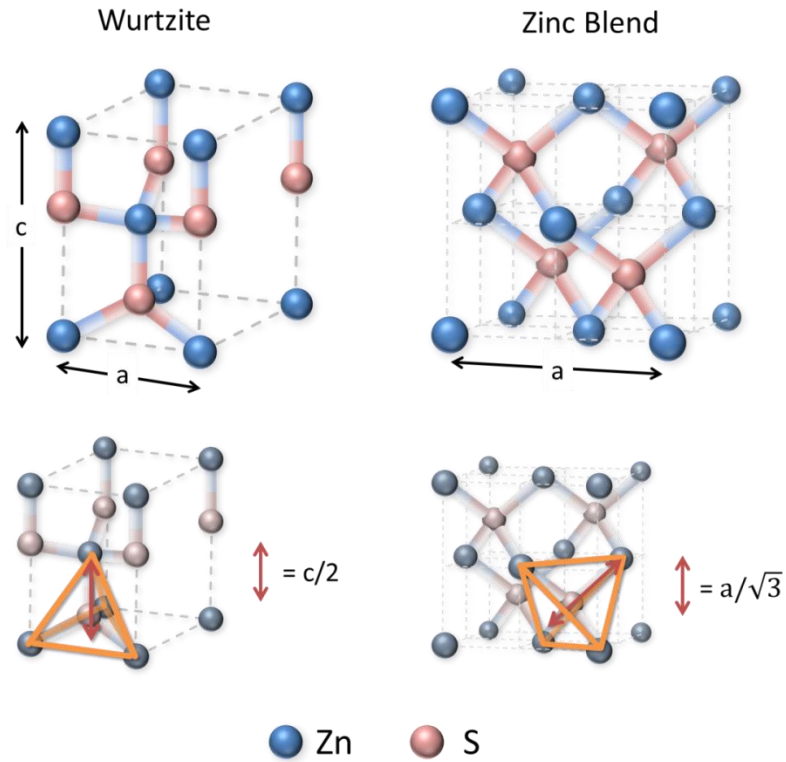 Wurtzite
Zinc Blend
c
a
a
= c/2
= a/√3
Zn
S